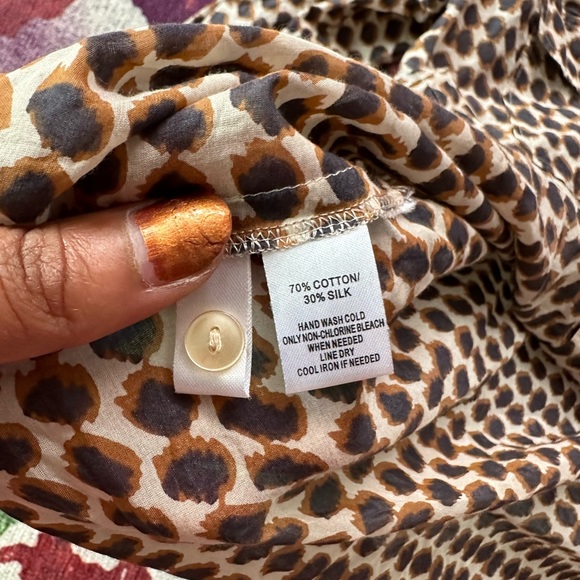 70% COTTON/
30% SILK
HAND WASH COLD
ONLY NON-CHLORINE BLEACH
WHEN NEEDED
LINE DRY
COOL IRON IF NEEDED